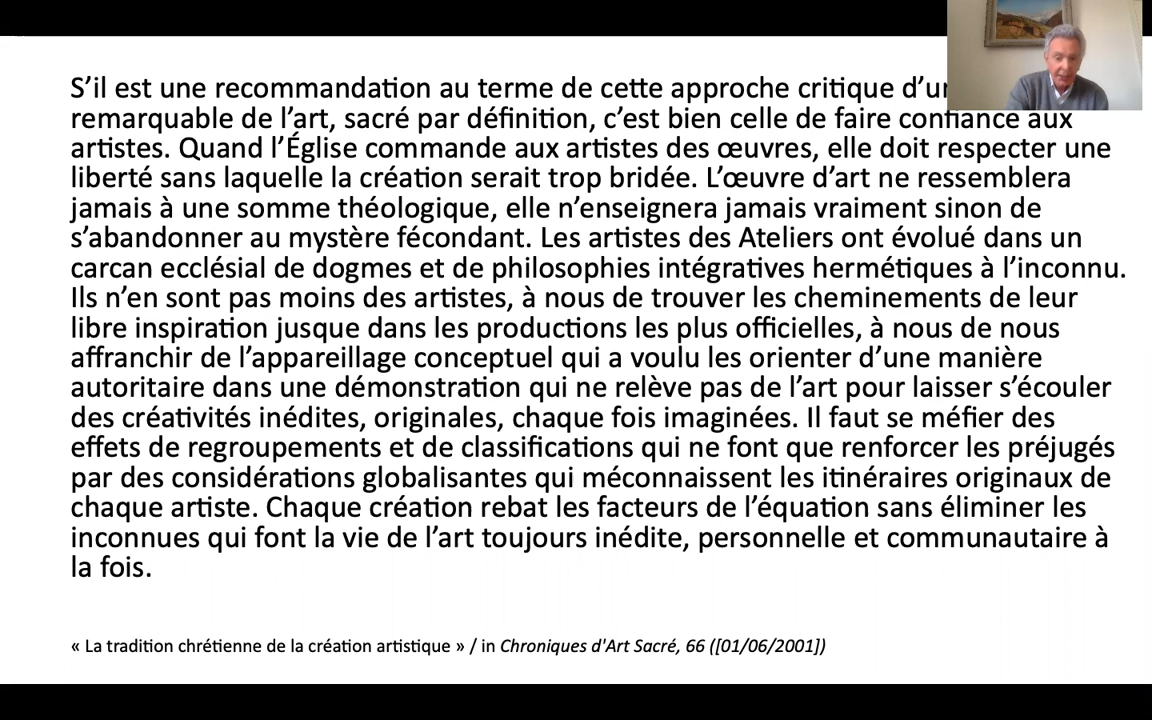 S’il est une recommandation au terme de cette approche critique d’un
remarquable de l’art, sacré par définition, c’est bien celle de faire confiance aux
artistes. Quand l’Église commande aux artistes des œuvres, elle doit respecter une
liberté sans laquelle la création serait trop bridée. L’œuvre d’art ne ressemblera
jamais à une somme théologique, elle n’enseignera jamais vraiment sinon de
s’abandonner au mystère fécondant. Les artistes des Ateliers ont évolué dans un
carcan ecclésial de dogmes et de philosophies intégratives hermétiques à l’inconnu.
Ils n’en sont pas moins des artistes, à nous de trouver les cheminements de leur
libre inspiration jusque dans les productions les plus officielles, à nous de nous
affranchir de l’appareillage conceptuel qui a voulu les orienter d’une manière
autoritaire dans une démonstration qui ne relève pas de l’art pour laisser s’écouler
des créativités inédites, originales, chaque fois imaginées. Il faut se méfier des
effets de regroupements et de classifications qui ne font que renforcer les préjugés
par des considérations globalisantes qui méconnaissent les itinéraires originaux de
chaque artiste. Chaque création rebat les facteurs de l’équation sans éliminer les
inconnues qui font la vie de l’art toujours inédite, personnelle et communautaire à
la fois.
« La tradition chrétienne de la création artistique » / in Chroniques d'Art Sacré, 66 ([01/06/2001])